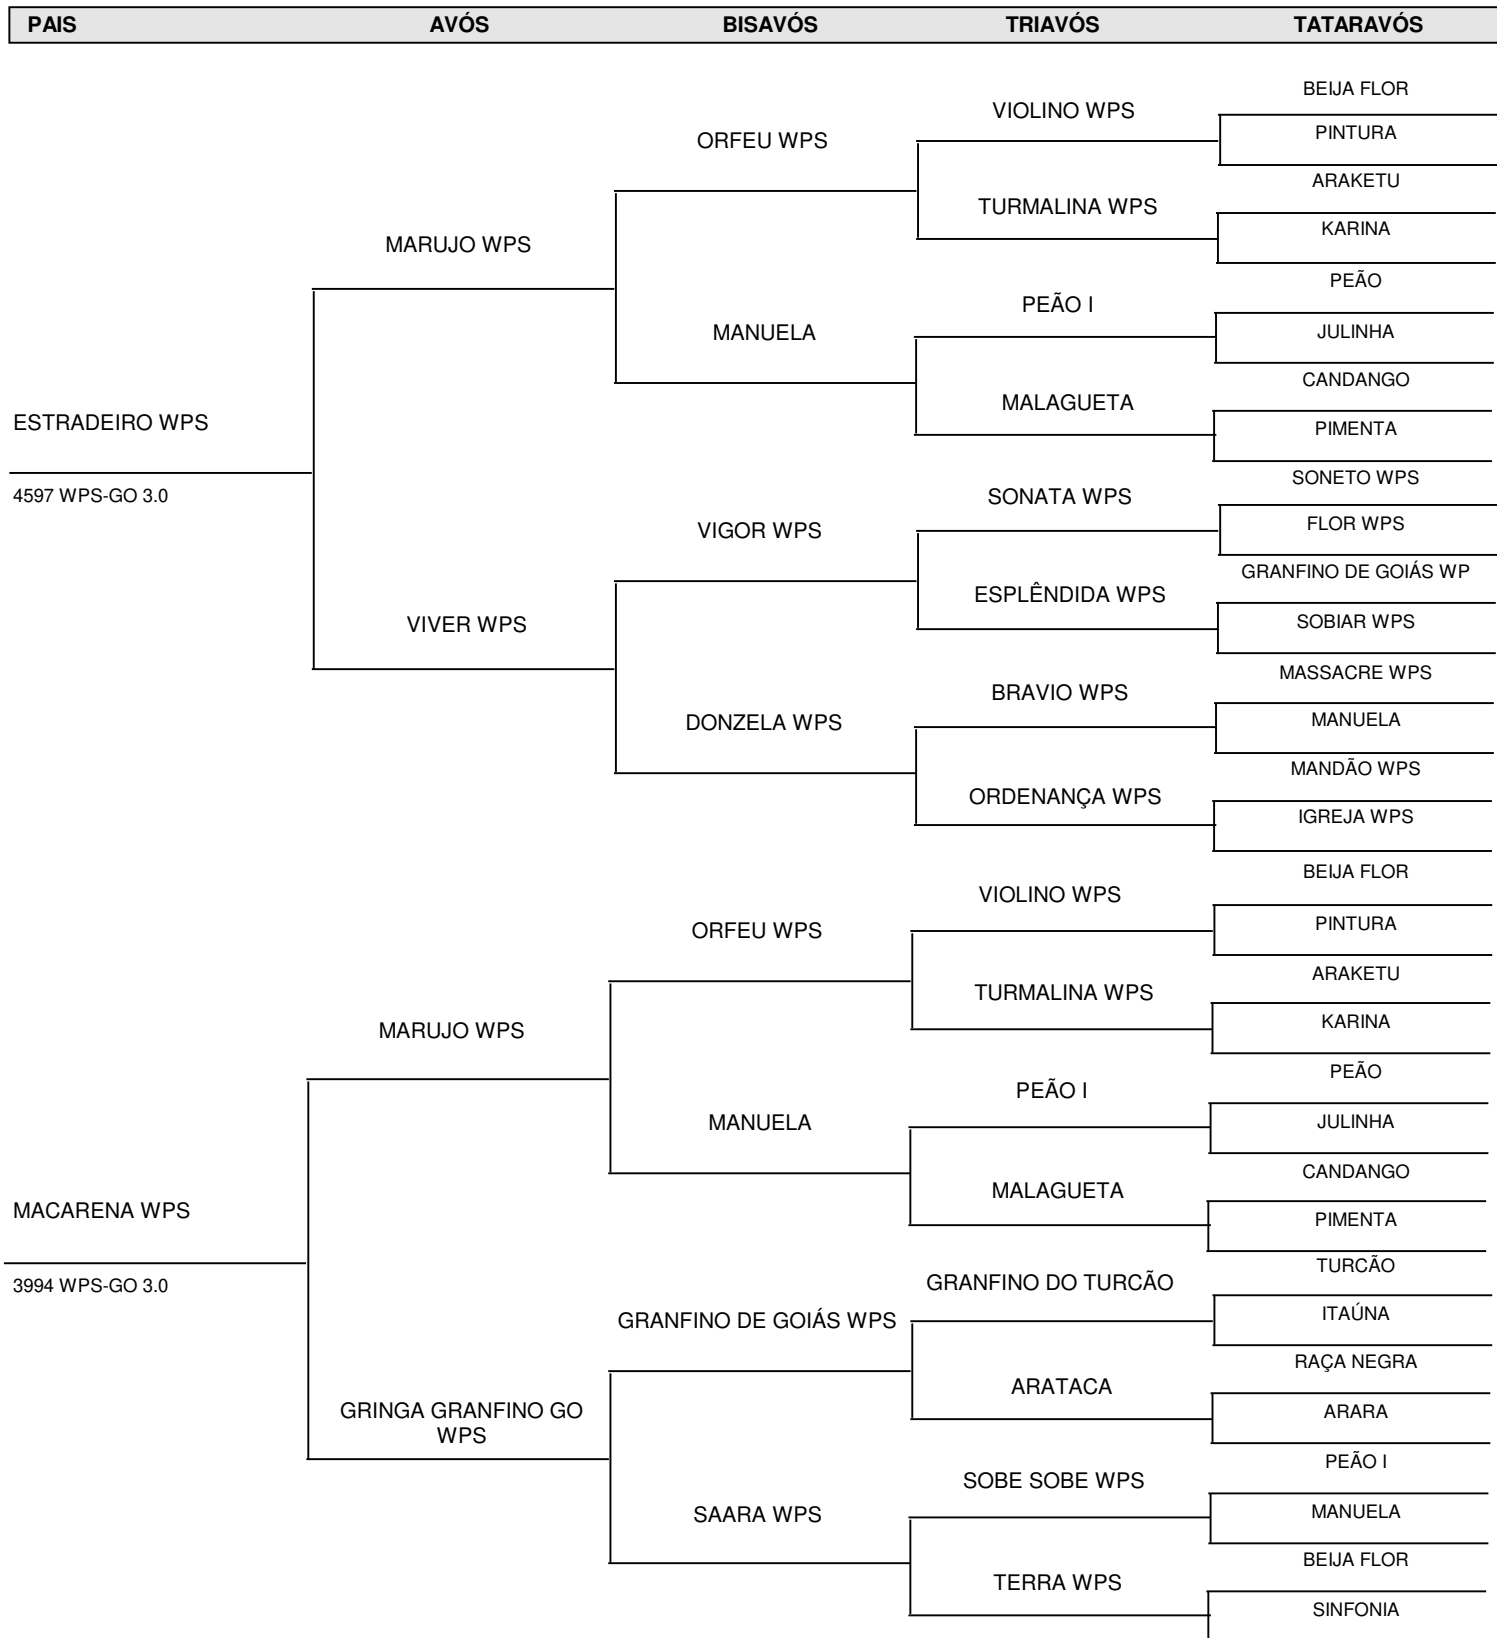 PAIS AVÓS BISAVÓS TRIAVÓS TATARAVÓS
BEIJA FLOR
VIOLINO WPS
PINTURA
ORFEU WPS
ARAKETU
TURMALINA WPS
KARINA
MARUJO WPS
PEÃO
PEÃO I
JULINHA
MANUELA
CANDANGO
MALAGUETA
ESTRADEIRO WPS
PIMENTA
SONETO WPS
4597 WPS-GO 3.0
SONATA WPS
FLOR WPS
VIGOR WPS
GRANFINO DE GOIÁS WP
ESPLÊNDIDA WPS
SOBIAR WPS
VIVER WPS
MASSACRE WPS
BRAVIO WPS
MANUELA
DONZELA WPS
MANDÃO WPS
ORDENANÇA WPS
IGREJA WPS
BEIJA FLOR
VIOLINO WPS
PINTURA
ORFEU WPS
ARAKETU
TURMALINA WPS
KARINA
MARUJO WPS
PEÃO
PEÃO I
JULINHA
MANUELA
CANDANGO
MALAGUETA
MACARENA WPS
PIMENTA
TURCÃO
3994 WPS-GO 3.0
GRANFINO DO TURCÃO
ITAÚNA
GRANFINO DE GOIÁS WPS
RAÇA NEGRA
ARATACA
GRINGA GRANFINO GO
WPS
ARARA
PEÃO I
SOBE SOBE WPS
MANUELA
SAARA WPS
BEIJA FLOR
TERRA WPS
SINFONIA